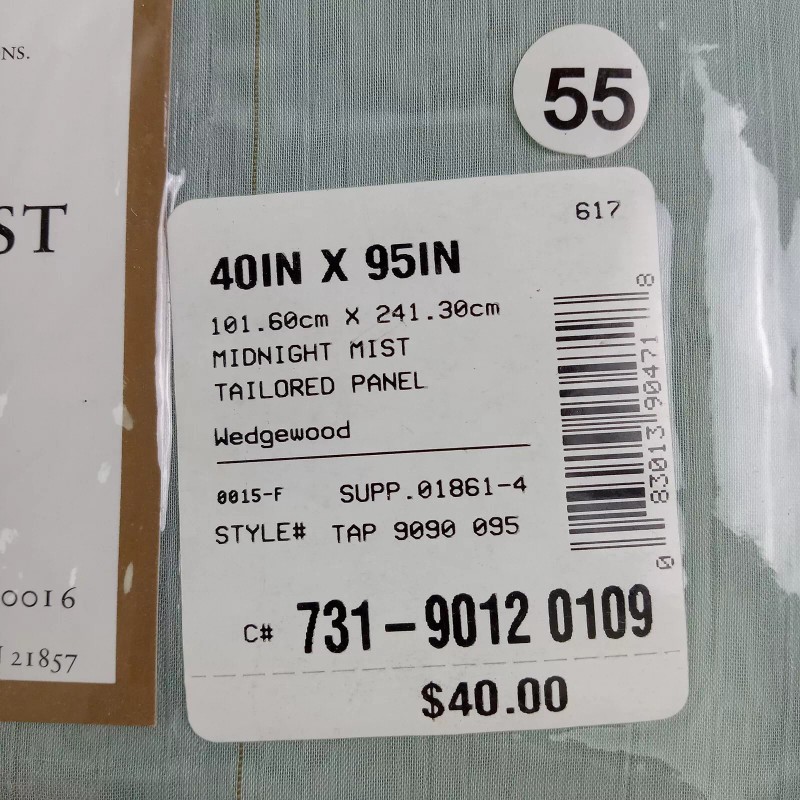 NS.
ST
0016
21857
55
617
40IN X 95IN
101.60cm X 241.30cm
MIDNIGHT MIST
TAILORED PANEL
Wedgewood
0015-F SUPP.01861-4
STYLE# TAP 9090 095
0 83013 90471 8
C# 731-9012 0109
$40.00